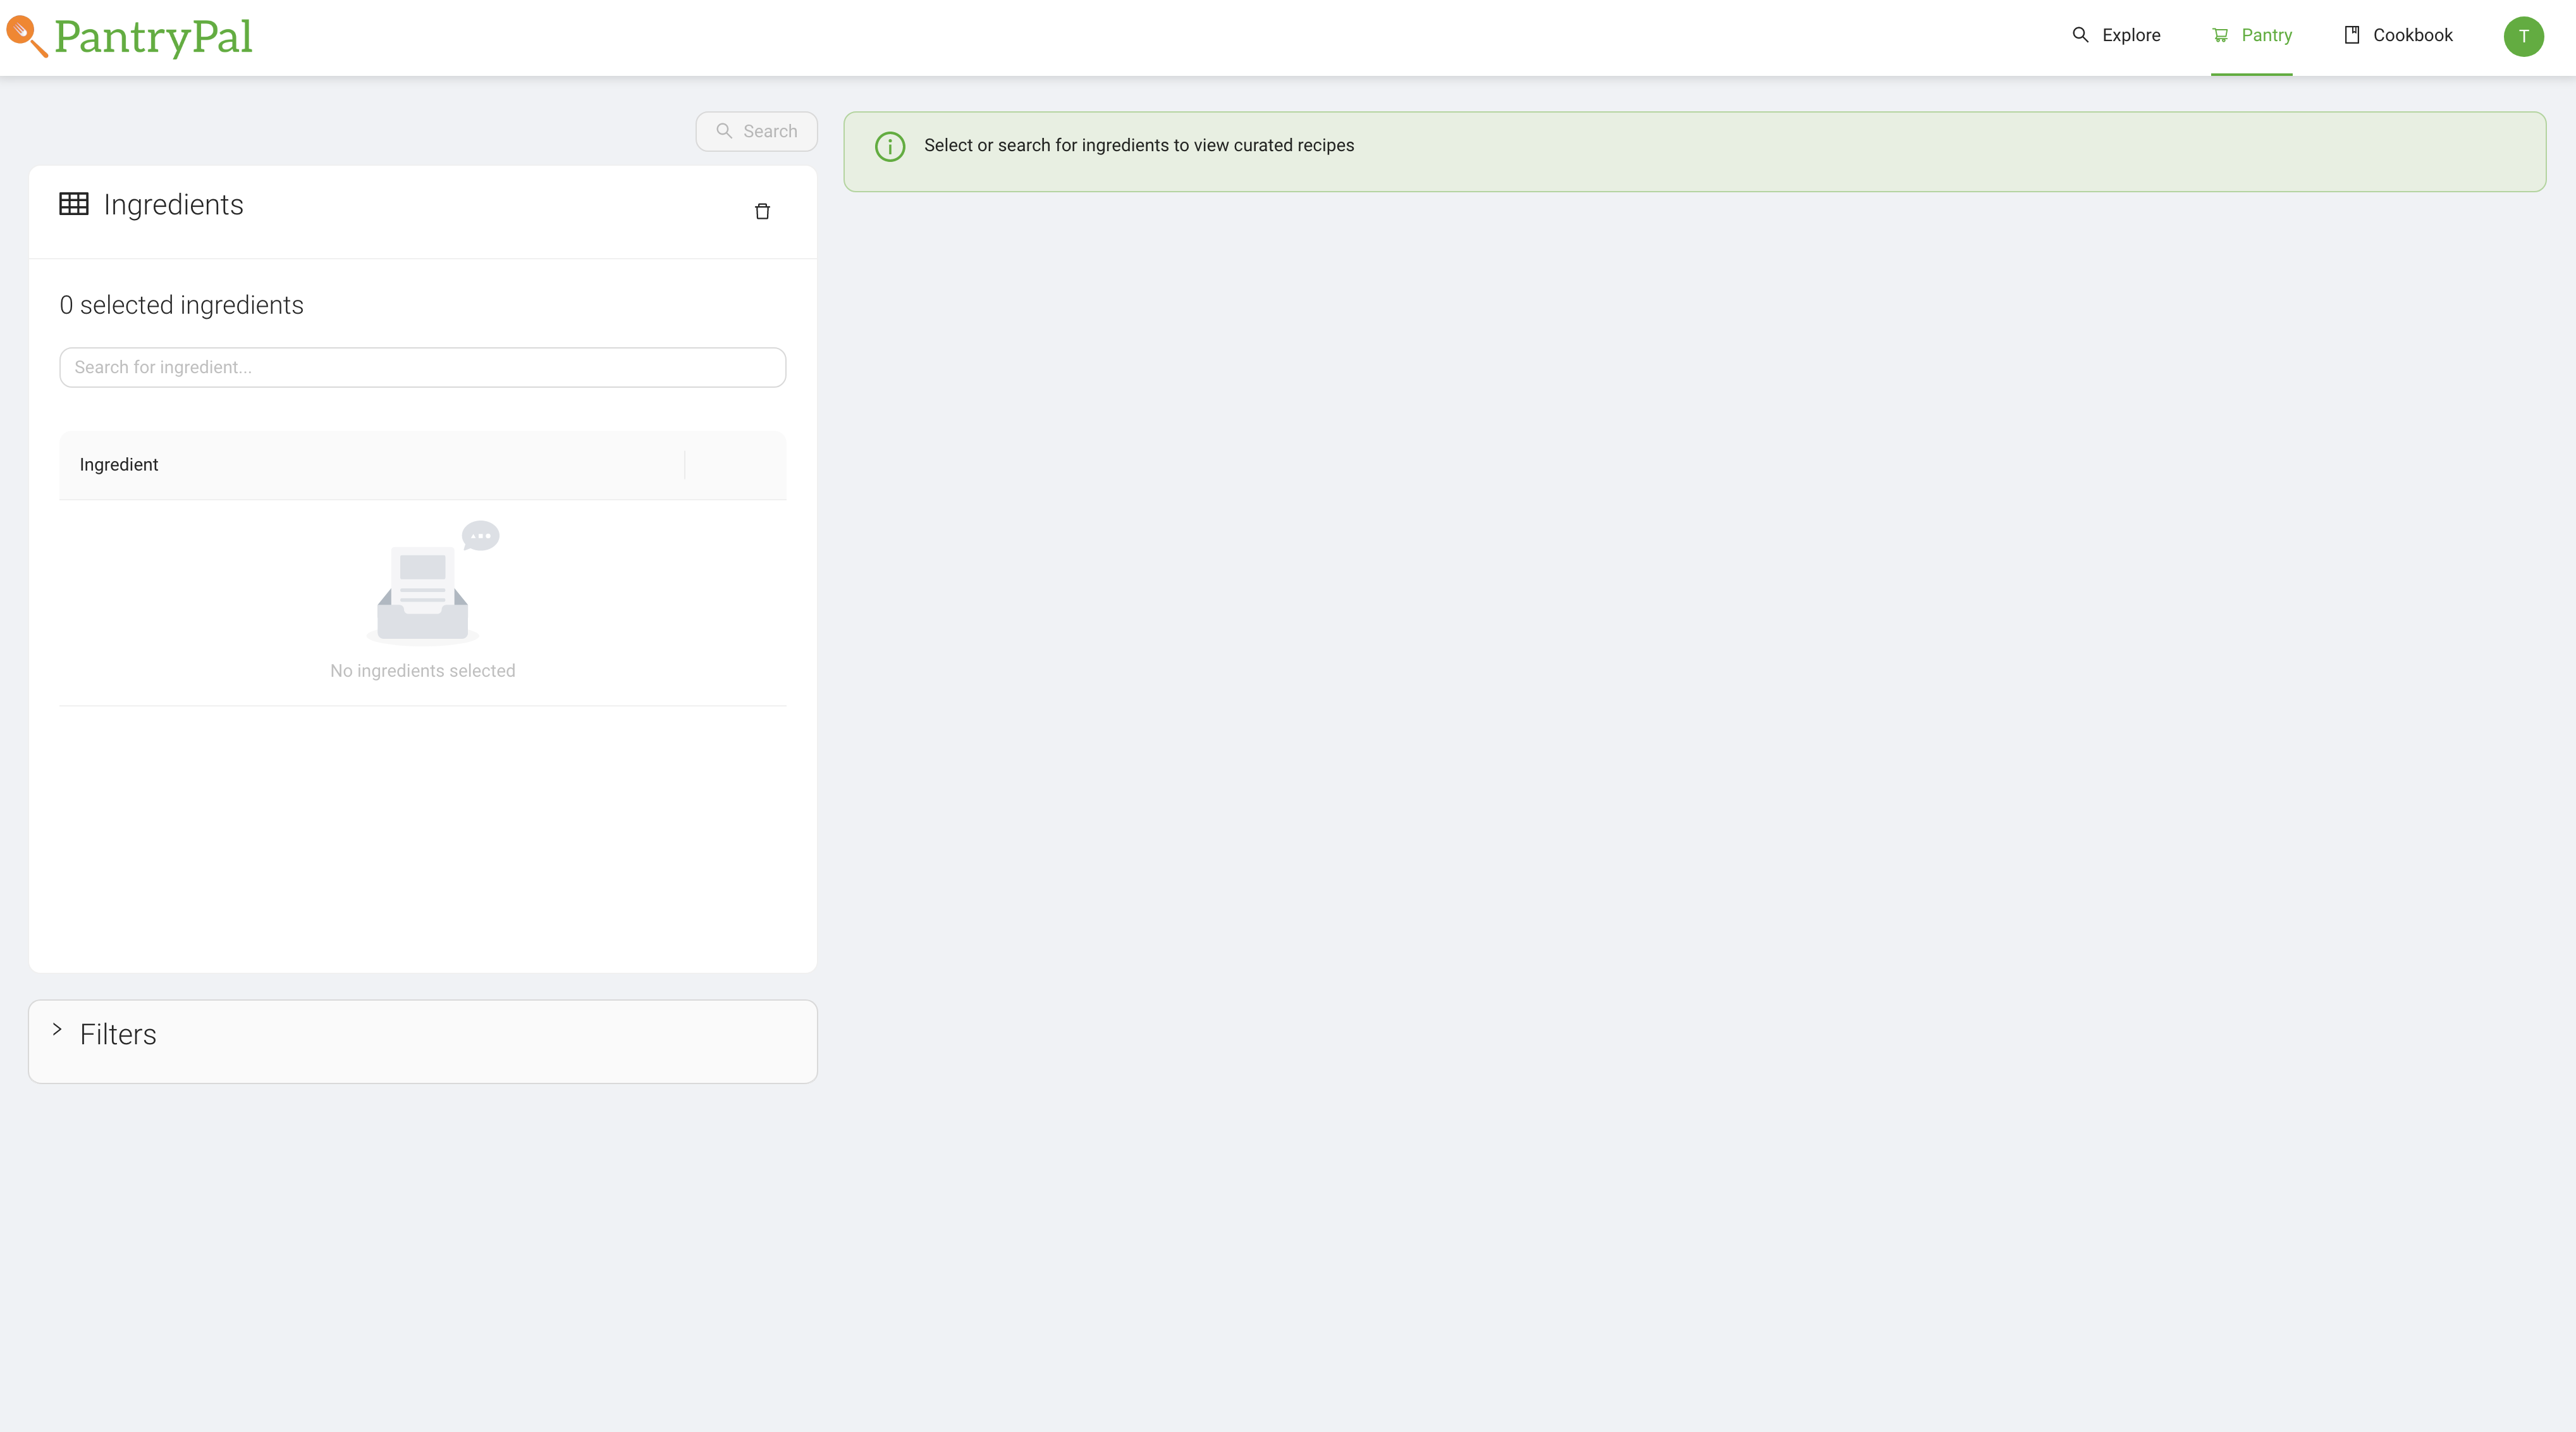 PantryPal
Explore
Pantry
Cookbook
T
Search
Select or search for ingredients to view curated recipes
Ingredients
0 selected ingredients
Search for ingredient...
Ingredient
No ingredients selected
Filters